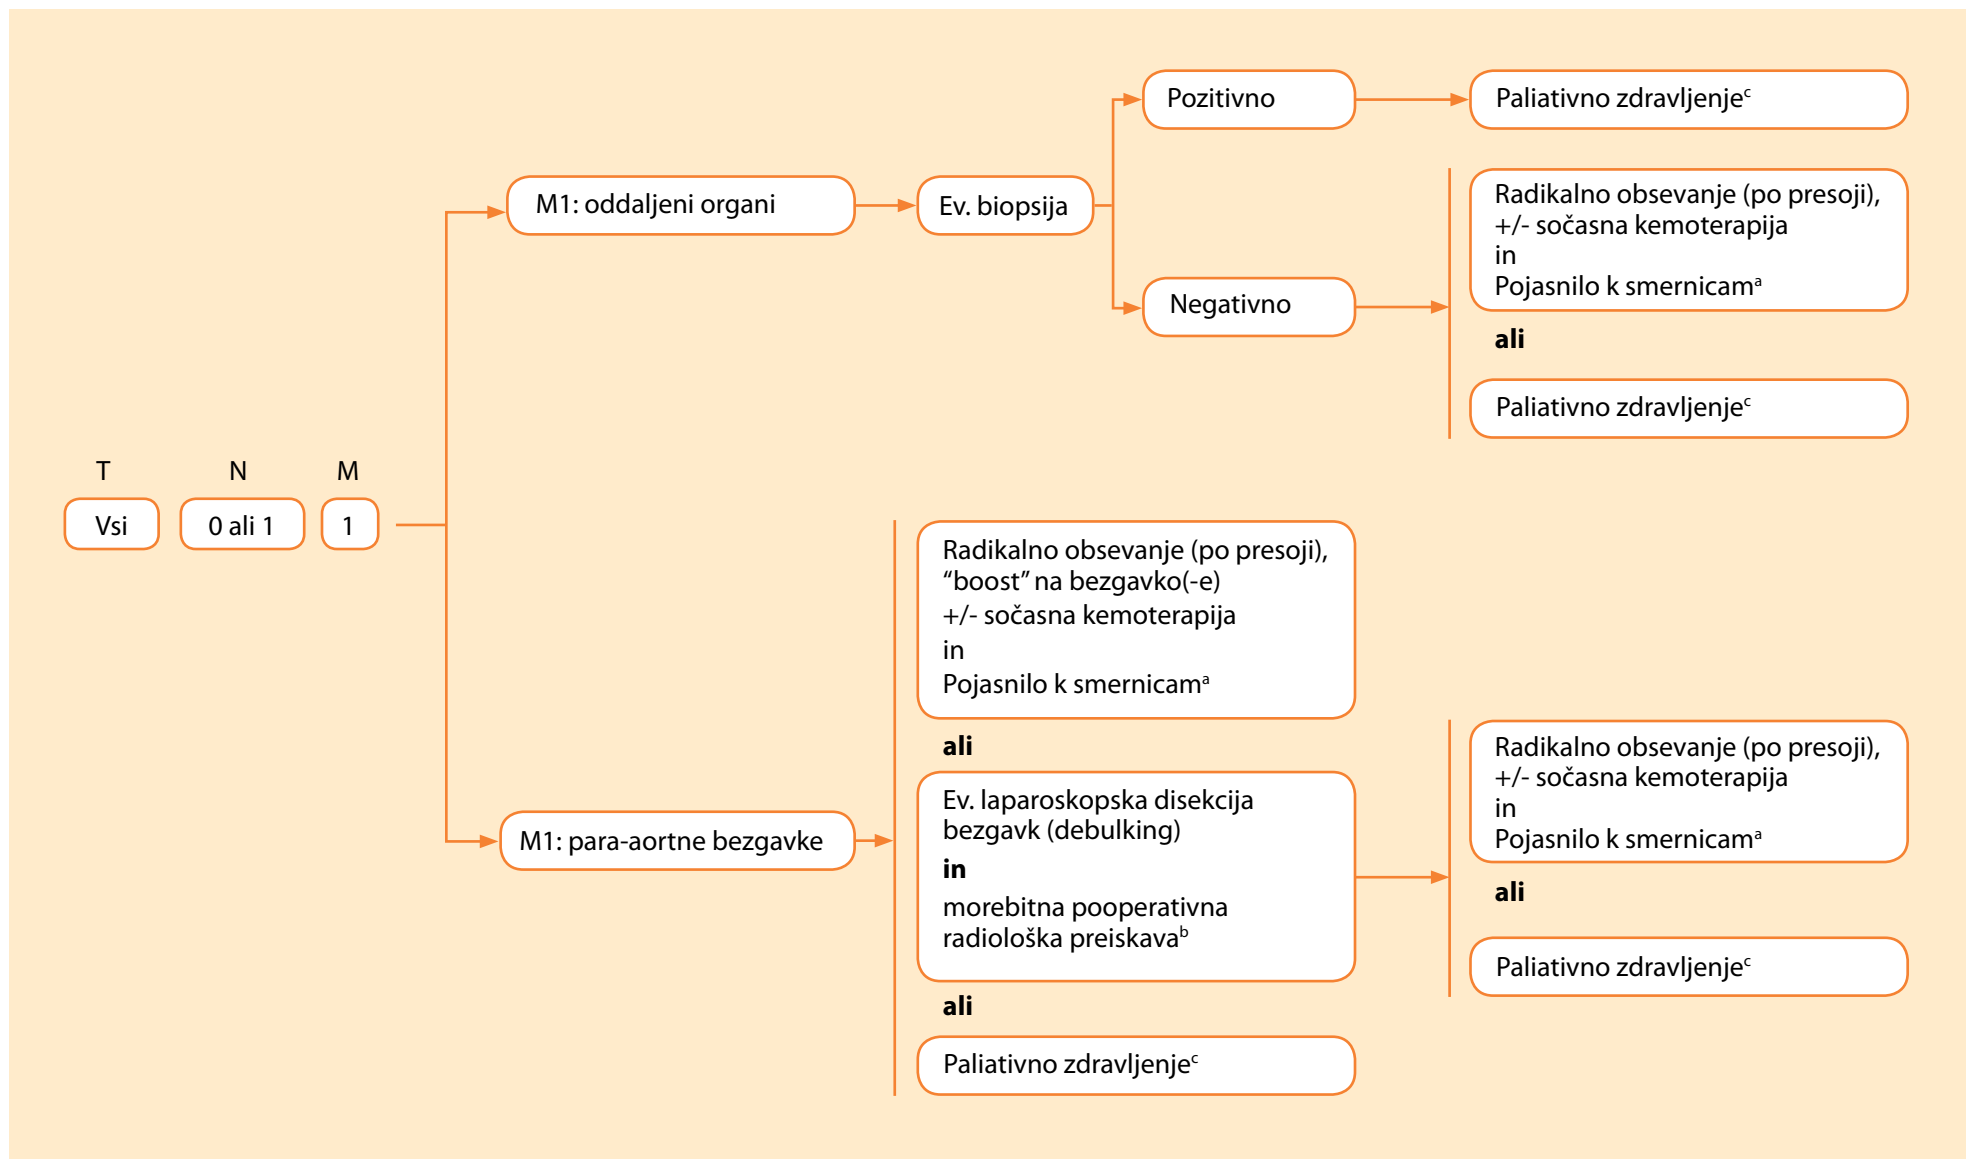 T N M
Vsi 0 ali 1 1
M1: oddaljeni organi
Ev. biopsija
Pozitivno
Paliativno zdravljenjeᶜ
Negativno
Radikalno obsevanje (po presoji),
+/- sočasna kemoterapija
in
Pojasnilo k smernicamᵃ
ali
Paliativno zdravljenjeᶜ
M1: para-aortne bezgavke
Radikalno obsevanje (po presoji),
“boost” na bezgavko(-e)
+/- sočasna kemoterapija
in
Pojasnilo k smernicamᵃ
ali
Ev. laparoskopska disekcija
bezgavk (debulking)
in
morebitna pooperativna
radiološka preiskavaᵇ
ali
Paliativno zdravljenjeᶜ
Radikalno obsevanje (po presoji),
+/- sočasna kemoterapija
in
Pojasnilo k smernicamᵃ
ali
Paliativno zdravljenjeᶜ